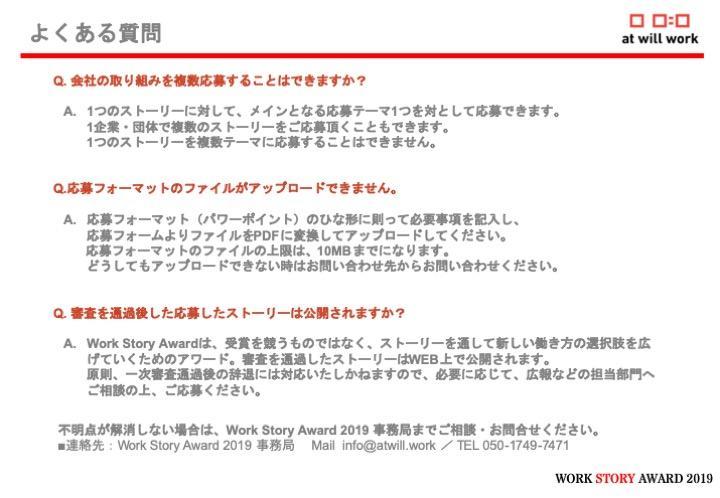 よくある質問
at will work
Q. 会社の取り組みを複数応募することはできますか？
A. 1つのストーリーに対して、メインとなる応募テーマ1つを対として応募できます。
1企業・団体で複数のストーリーをご応募頂くこともできます。
1つのストーリーを複数テーマに応募することはできません。
Q.応募フォーマットのファイルがアップロードできません。
A. 応募フォーマット（パワーポイント）のひな形に則って必要事項を記入し、
応募フォームよりファイルをPDFに変換してアップロードしてください。
応募フォーマットのファイルの上限は、10MBまでになります。
どうしてもアップロードできない時はお問い合わせ先からお問い合わせください。
Q. 審査を通過後した応募したストーリーは公開されますか？
A. Work Story Awardは、受賞を競うものではなく、ストーリーを通して新しい働き方の選択肢を広
げていくためのアワード。審査を通過したストーリーはWEB上で公開されます。
原則、一次審査通過後の辞退には対応いたしかねますので、必要に応じて、広報などの担当部門へ
ご相談の上、ご応募ください。
不明点が解消しない場合は、Work Story Award 2019 事務局までご相談・お問合せください。
■連絡先：Work Story Award 2019 事務局 Mail info@atwill.work ／ TEL 050-1749-7471
WORK STORY AWARD 2019